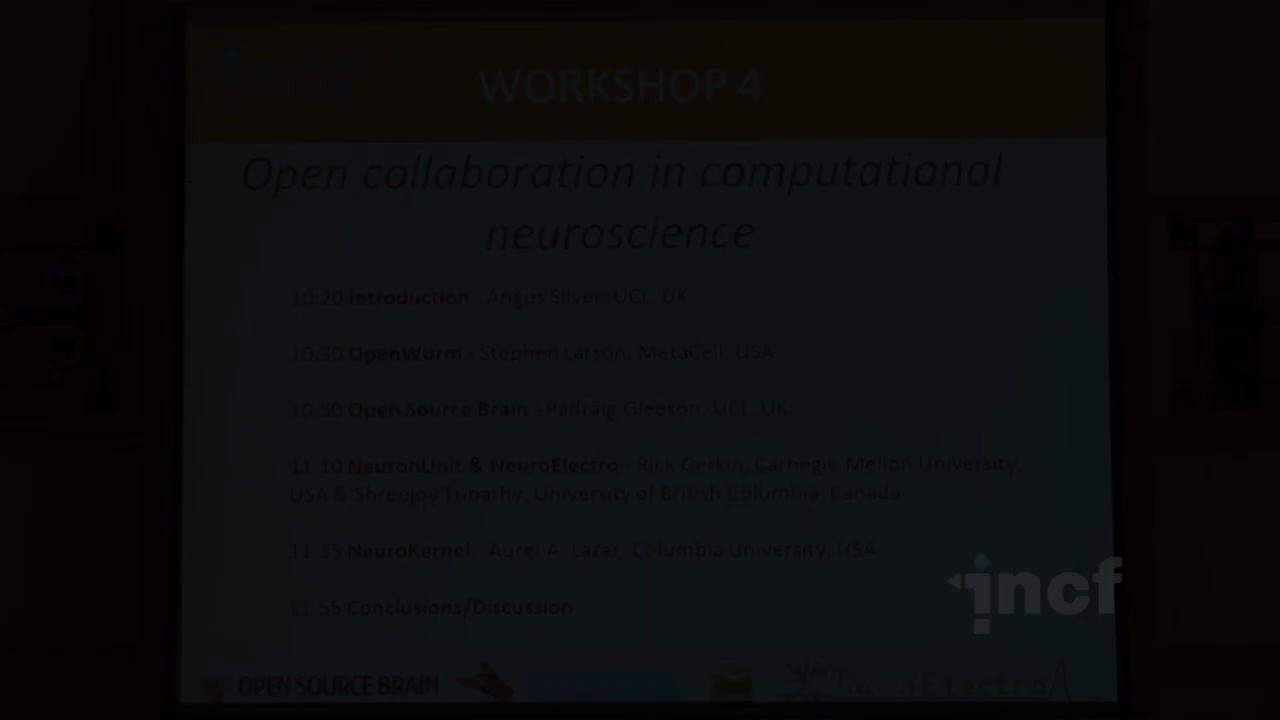 incf
WORKSHOP 4
Open collaboration in computational
neuroscience
10:20 Introduction - Angus Silver, UCL, UK
10:30 OpenWorm - Stephen Larson, MetaCell, USA
10:50 Open Source Brain - Padraig Gleeson, UCL, UK
11:10 NeuronUnit & NeuroElectro - Rick Gerkin, Carnegie Mellon University,
USA & Shreejoy Tripathy, University of British Columbia, Canada
11:35 NeuroKernel - Aurel A. Lazar, Columbia University, USA
11:55 Conclusions/Discussion
incf
OPEN SOURCE BRAIN
NeuroElectro